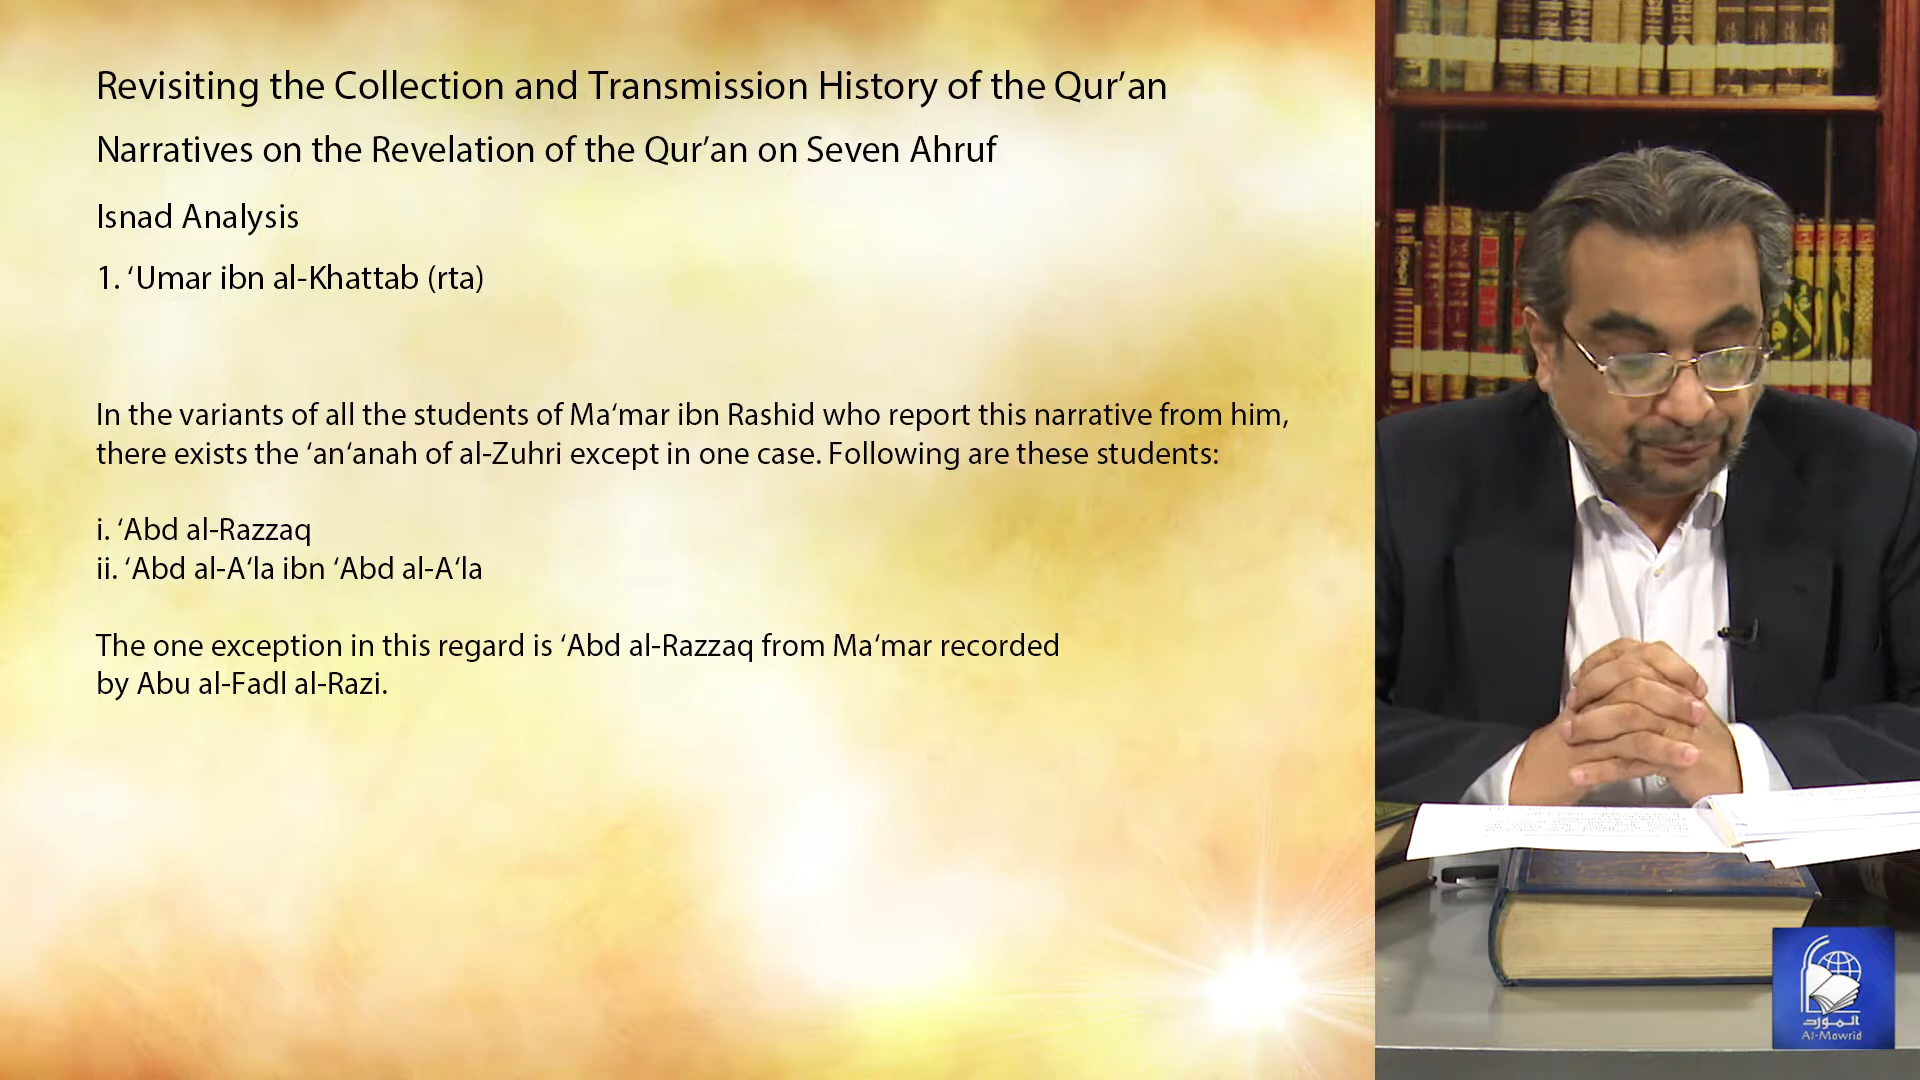 Revisiting the Collection and Transmission History of the Qur’an
Narratives on the Revelation of the Qur’an on Seven Ahruf
Isnad Analysis
1. ‘Umar ibn al-Khattab (rta)
In the variants of all the students of Ma‘mar ibn Rashid who report this narrative from him,
there exists the ‘an‘anah of al-Zuhri except in one case. Following are these students:
i. ‘Abd al-Razzaq
ii. ‘Abd al-A‘la ibn ‘Abd al-A‘la
The one exception in this regard is ‘Abd al-Razzaq from Ma‘mar recorded
by Abu al-Fadl al-Razi.
المورد
Al-Mawrid